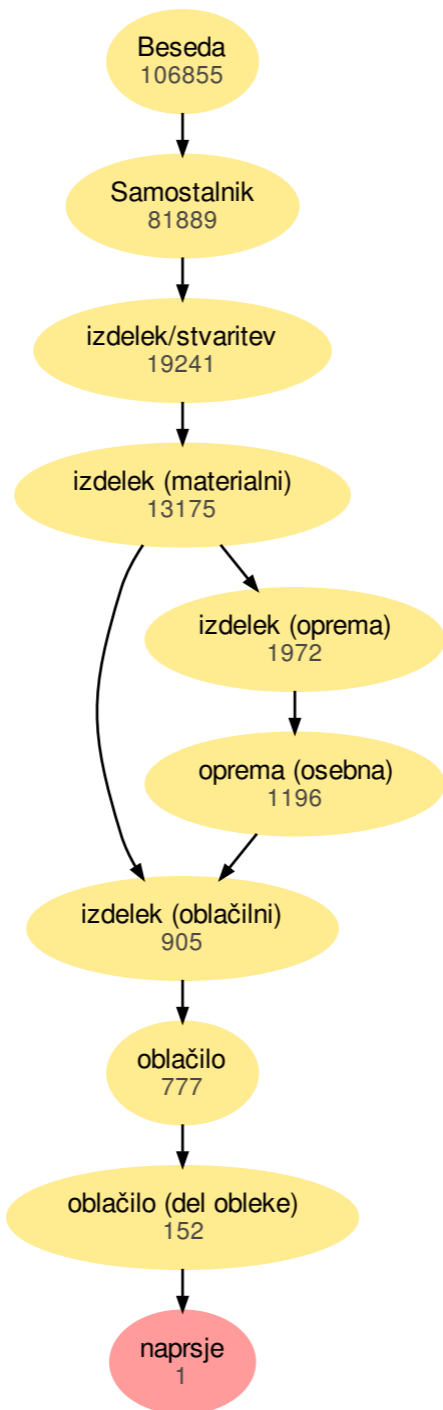 Beseda
106855
Samostalnik
81889
izdelek/stvaritev
19241
izdelek (materialni)
13175
izdelek (oprema)
1972
oprema (osebna)
1196
izdelek (oblačilni)
905
oblačilo
777
oblačilo (del obleke)
152
naprsje
1